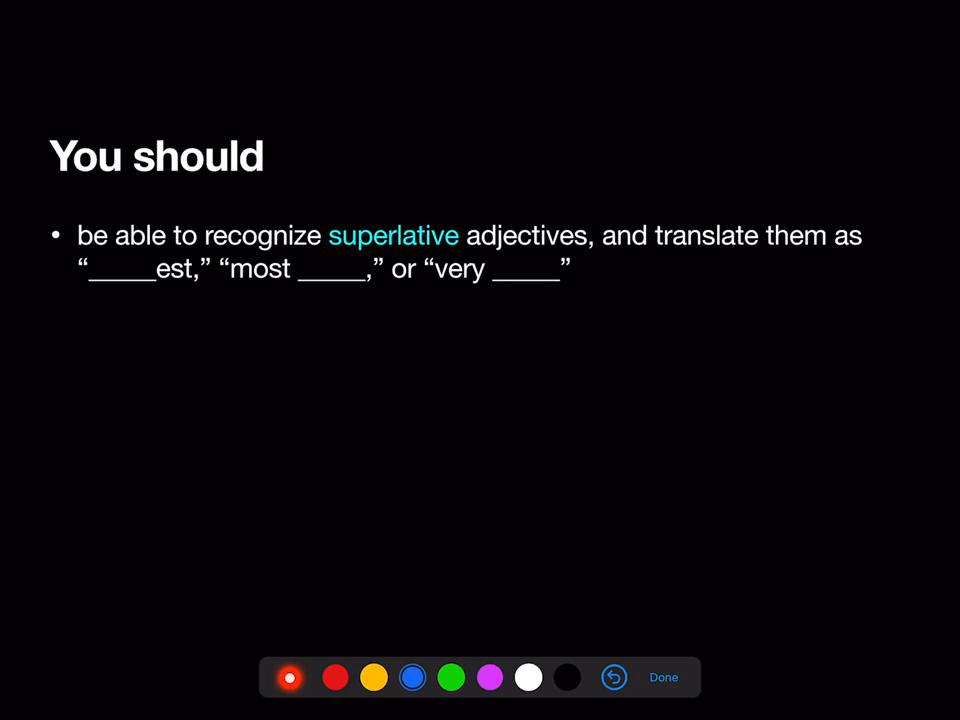 You should
• be able to recognize superlative adjectives, and translate them as
“_____est,” “most _____,” or “very _____”
Done